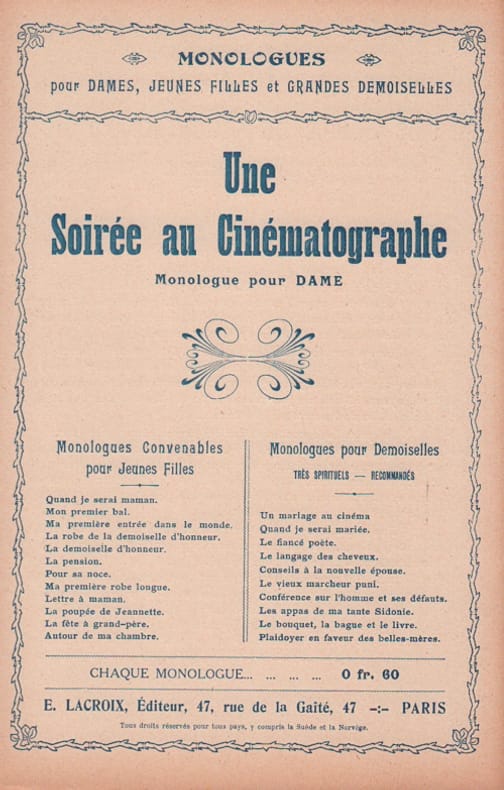 MONOLOGUES
pour DAMES, JEUNES FILLES et GRANDES DEMOISELLES
Une
Soirée au Cinématographe
Monologue pour DAME
Monologues Convenables
pour Jeunes Filles
Quand je serai maman.
Mon premier bal.
Ma première entrée dans le monde.
La robe de la demoiselle d'honneur.
La demoiselle d'honneur.
La pension.
Pour sa noce.
Ma première robe longue.
Lettre à maman.
La poupée de Jeannette.
La fête à grand-père.
Autour de ma chambre.
Monologues pour Demoiselles
TRÈS SPIRITUELS — RECOMMANDÉS
Un mariage au cinéma
Quand je serai mariée.
Le fiancé poète.
Le langage des cheveux.
Conseils à la nouvelle épouse.
Le vieux marcheur puni.
Conférence sur l'homme et ses défauts.
Les appas de ma tante Sidonie.
Le bouquet, la bague et le livre.
Plaidoyer en faveur des belles-mères.
CHAQUE MONOLOGUE... ... ... ... 0 fr. 60
E. LACROIX, Éditeur, 47, rue de la Gaîté, 47 -:- PARIS
Tous droits réservés pour tous pays, y compris la Suède et la Norvège.